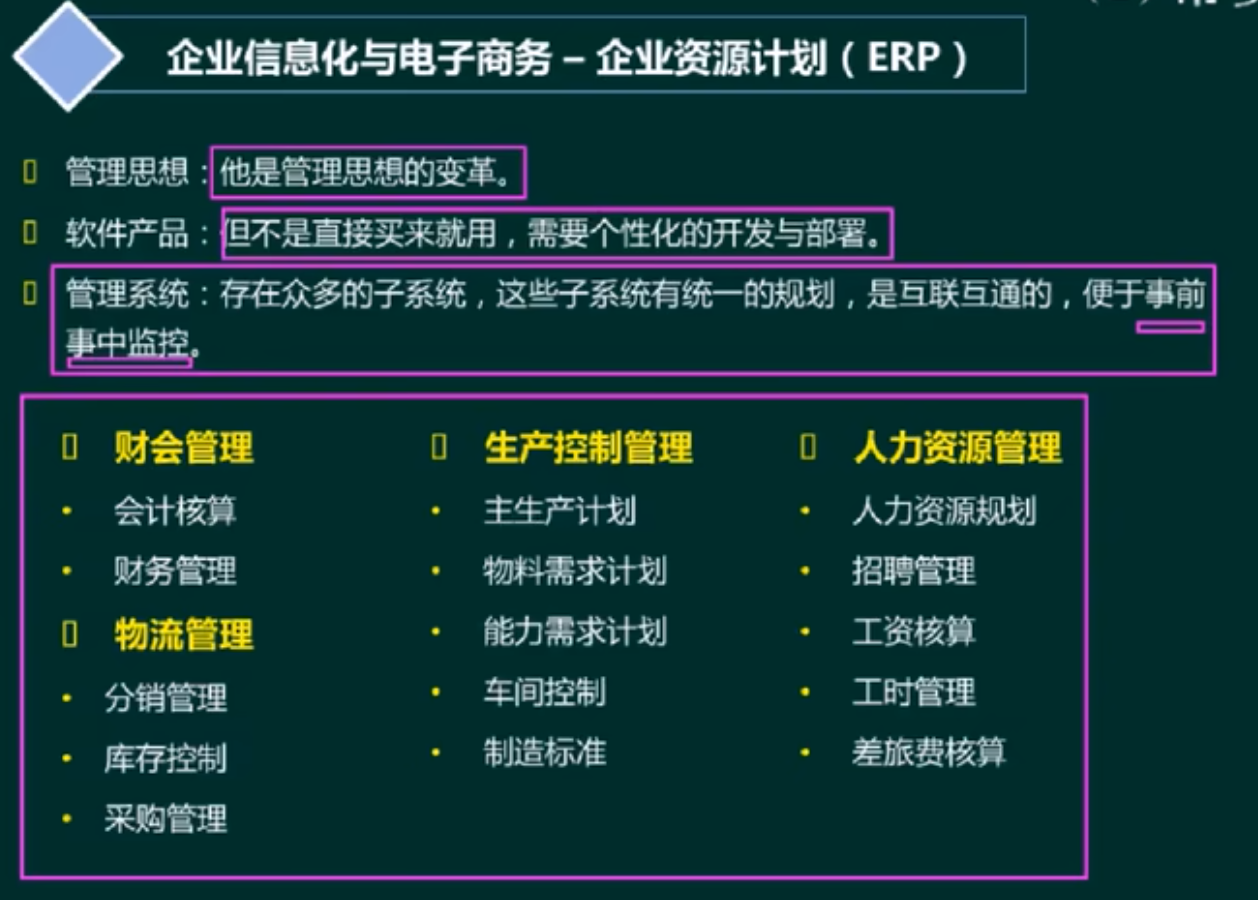 企业信息化与电子商务 – 企业资源计划（ERP）
管理思想：他是管理思想的变革。
软件产品：但不是直接买来就用，需要个性化的开发与部署。
管理系统：存在众多的子系统，这些子系统有统一的规划，是互联互通的，便于事前
事中监控。
财会管理
• 会计核算
• 财务管理
物流管理
• 分销管理
• 库存控制
• 采购管理
生产控制管理
• 主生产计划
• 物料需求计划
• 能力需求计划
• 车间控制
• 制造标准
人力资源管理
• 人力资源规划
• 招聘管理
• 工资核算
• 工时管理
• 差旅费核算